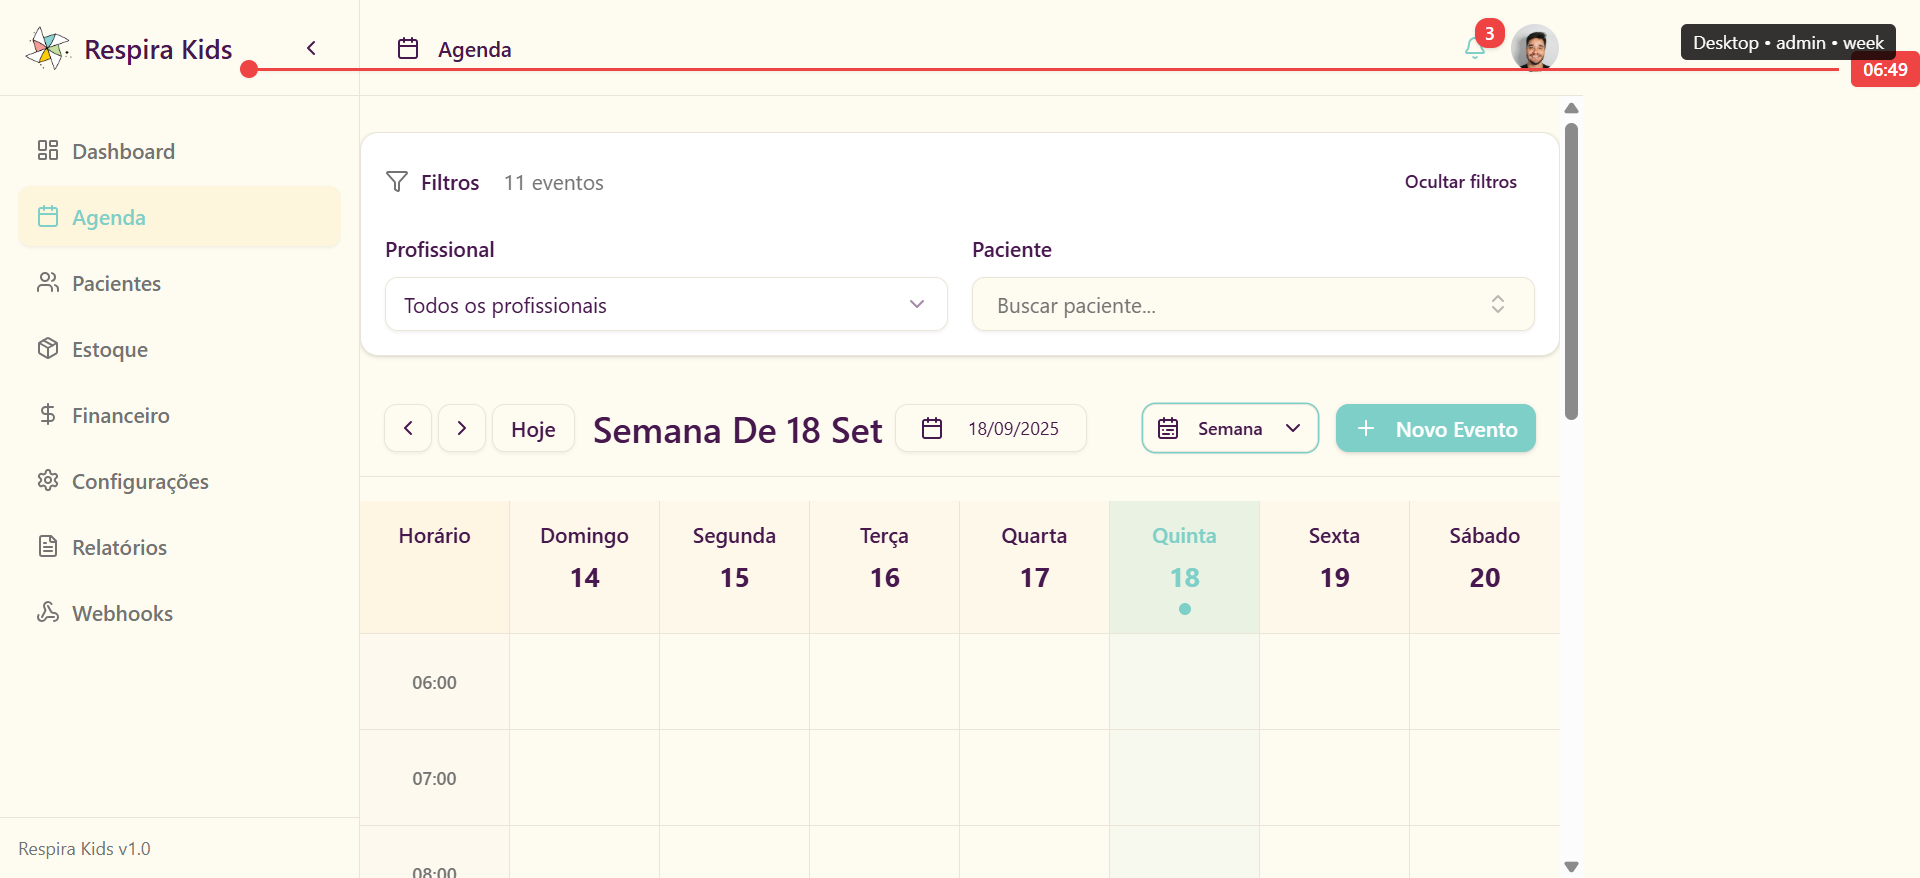 Respira Kids
Agenda
3
Desktop • admin • week
06:49
Dashboard
Agenda
Pacientes
Estoque
Financeiro
Configurações
Relatórios
Webhooks
Respira Kids v1.0
Filtros 11 eventos
Ocultar filtros
Profissional
Todos os profissionais
Paciente
Buscar paciente...
Hoje
Semana De 18 Set
18/09/2025
Semana
Novo Evento
Horário Domingo Segunda Terça Quarta Quinta Sexta Sábado
14 15 16 17 18 19 20
06:00
07:00
08:00